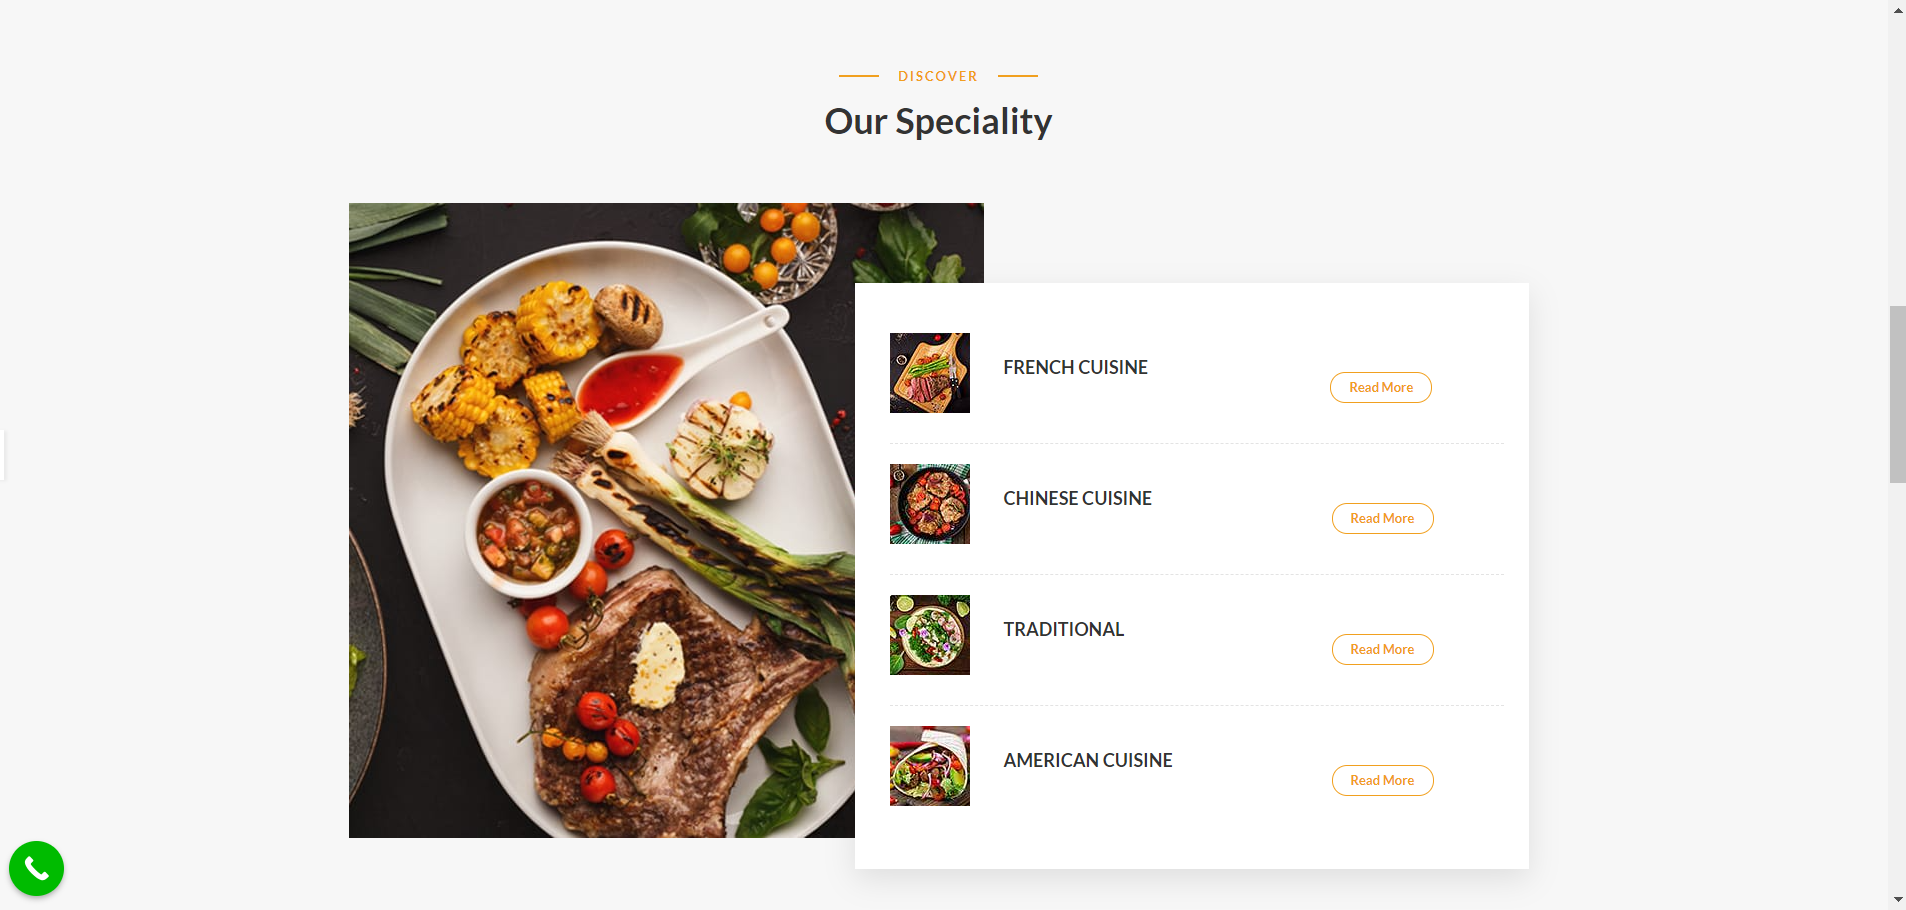 DISCOVER
Our Speciality
FRENCH CUISINE
Read More
CHINESE CUISINE
Read More
TRADITIONAL
Read More
AMERICAN CUISINE
Read More